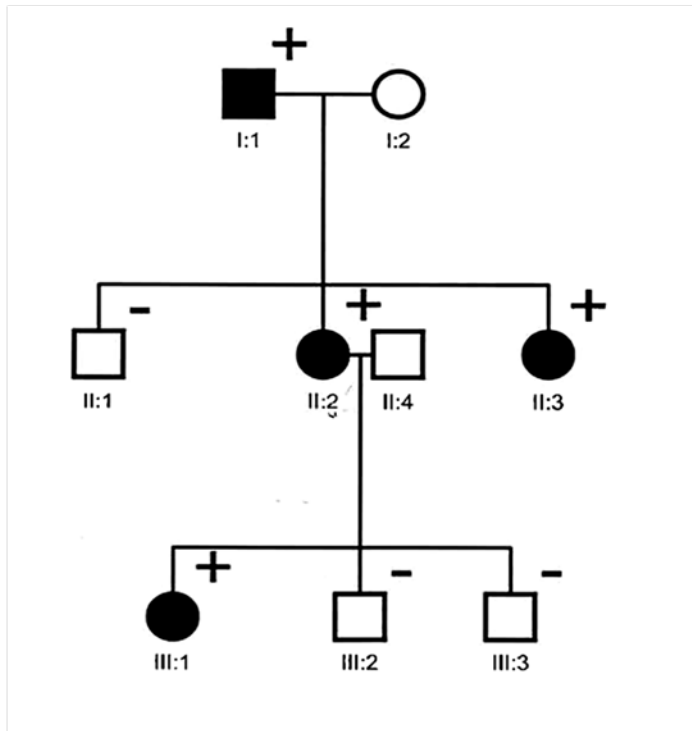 +
I:1 I:2
- + +
II:1 II:2 II:4 II:3
+ - -
III:1 III:2 III:3